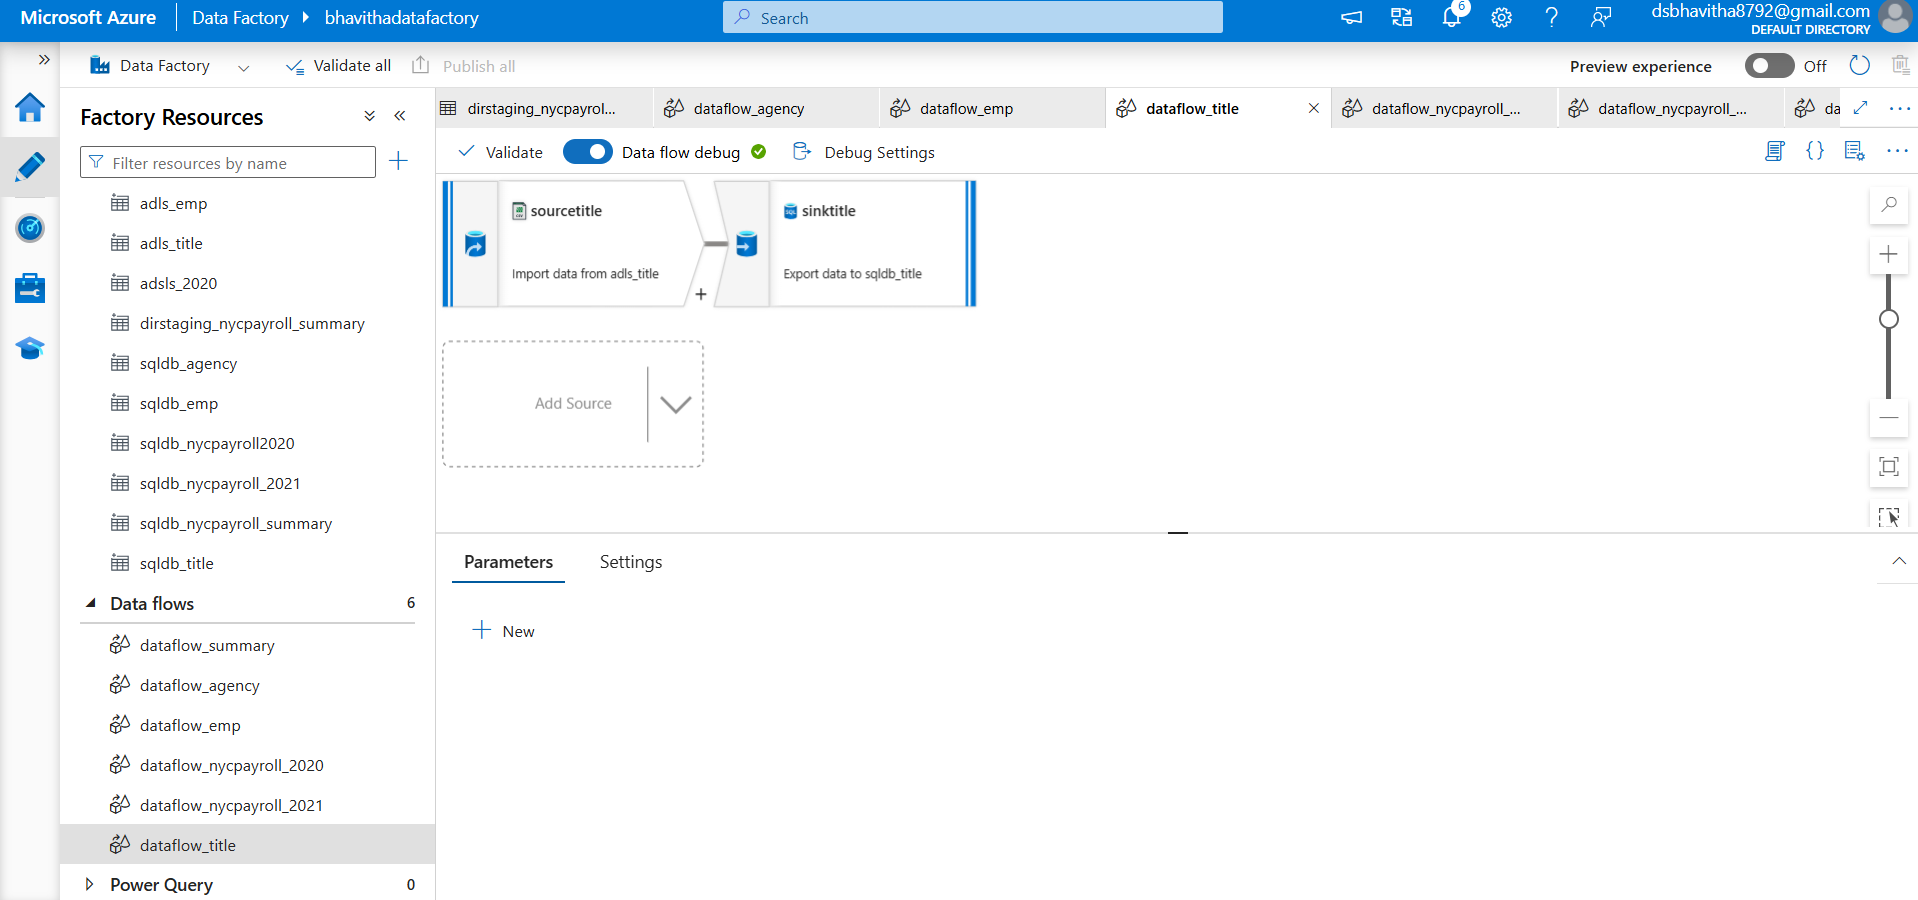 Microsoft Azure
Data Factory
bhavithadatafactory
Search
6
dsbhavitha8792@gmail.com
DEFAULT DIRECTORY
Data Factory
Validate all
Publish all
Preview experience
Off
Factory Resources
Filter resources by name
adls_emp
adls_title
adsls_2020
dirstaging_nycpayroll_summary
sqldb_agency
sqldb_emp
sqldb_nycpayroll2020
sqldb_nycpayroll_2021
sqldb_nycpayroll_summary
sqldb_title
Data flows 6
dataflow_summary
dataflow_agency
dataflow_emp
dataflow_nycpayroll_2020
dataflow_nycpayroll_2021
dataflow_title
Power Query 0
dirstaging_nycpayrol...
dataflow_agency
dataflow_emp
dataflow_title
dataflow_nycpayroll_...
dataflow_nycpayroll_...
da
Validate
Data flow debug
Debug Settings
sourcetitle
Import data from adls_title
sinktitle
SQL
Export data to sqldb_title
Add Source
Parameters
Settings
New